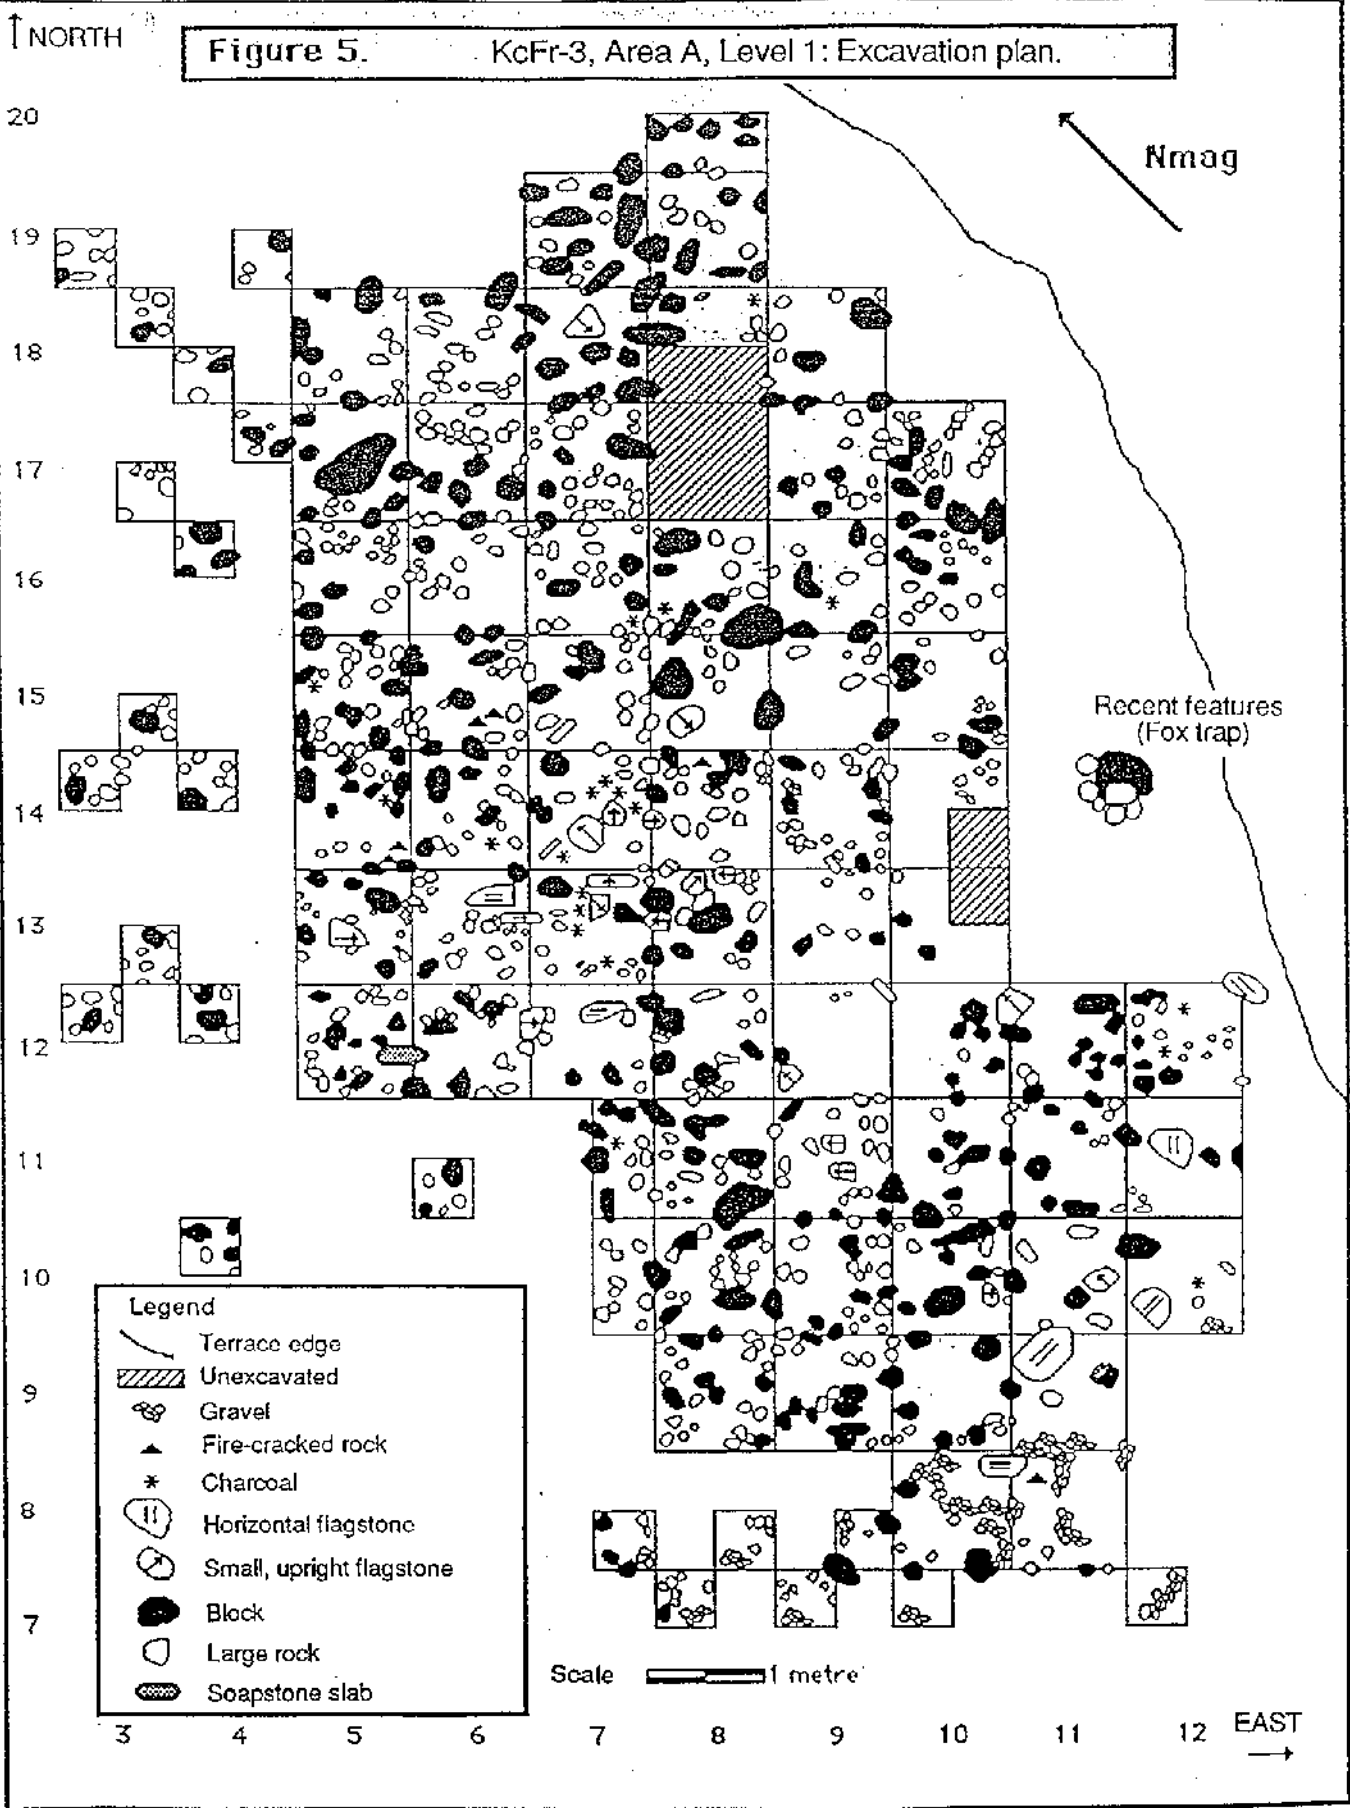 NORTH
Figure 5. KcFr-3, Area A, Level 1: Excavation plan.
20
Nmag
19
18
17
16
15
Recent features
(Fox trap)
14
13
12
11
10
Legend
Terrace edge
Unexcavated
9
Gravel
Fire-cracked rock
Charcoal
8
Horizontal flagstone
Small, upright flagstone
Block
7
Large rock
Scale 1 metre
Soapstone slab
3 4 5 6 7 8 9 10 11 12 EAST